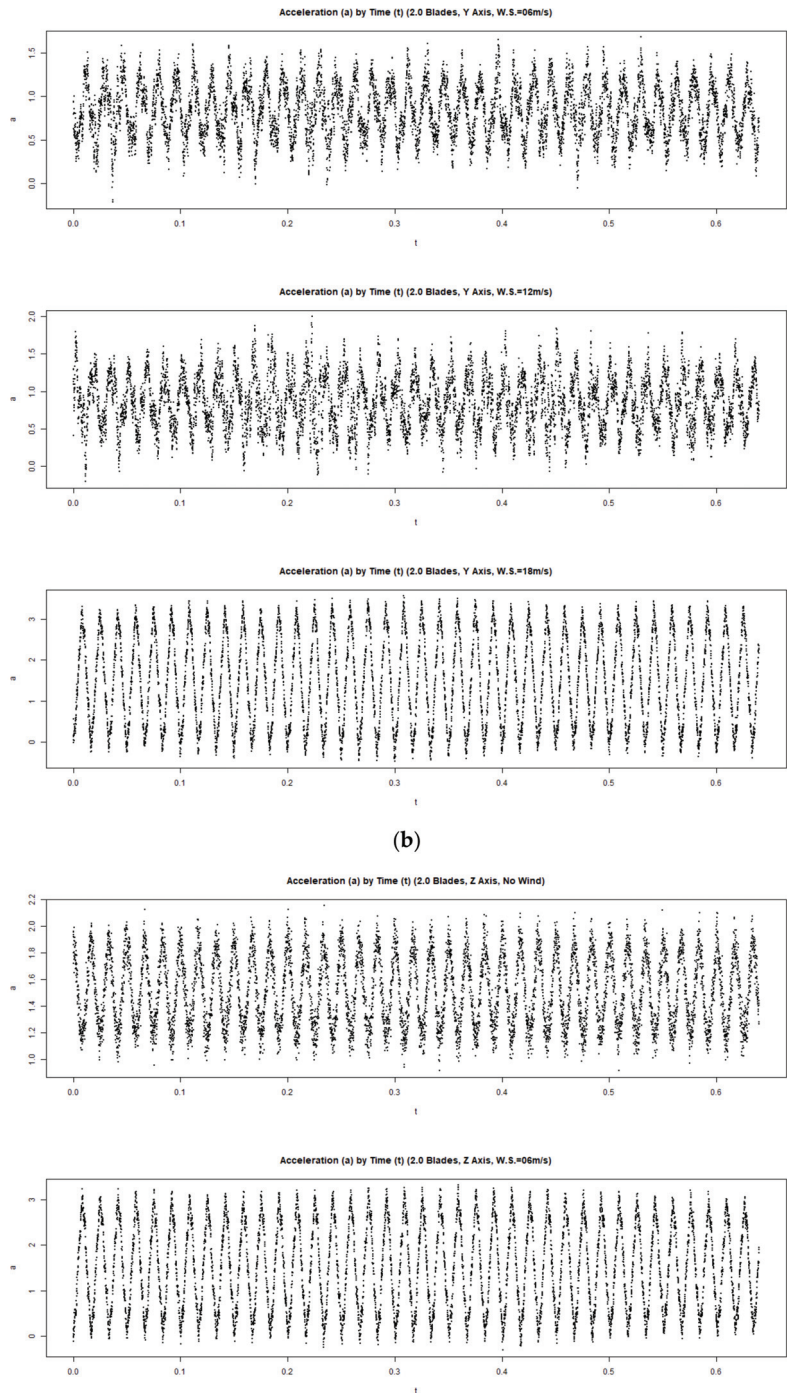 Acceleration (a) by Time (t) (2.0 Blades, Y Axis, W.S.=06m/s)
1.5
1.0
0.5
0.0
a
0.0 0.1 0.2 0.3 0.4 0.5 0.6
t
Acceleration (a) by Time (t) (2.0 Blades, Y Axis, W.S.=12m/s)
2.0
1.5
1.0
0.5
0.0
a
0.0 0.1 0.2 0.3 0.4 0.5 0.6
t
Acceleration (a) by Time (t) (2.0 Blades, Y Axis, W.S.=18m/s)
3
2
1
0
a
0.0 0.1 0.2 0.3 0.4 0.5 0.6
t
(b)
Acceleration (a) by Time (t) (2.0 Blades, Z Axis, No Wind)
2.2
2.0
1.8
1.6
1.4
1.2
1.0
a
0.0 0.1 0.2 0.3 0.4 0.5 0.6
t
Acceleration (a) by Time (t) (2.0 Blades, Z Axis, W.S.=06m/s)
3
2
1
0
a
0.0 0.1 0.2 0.3 0.4 0.5 0.6
t